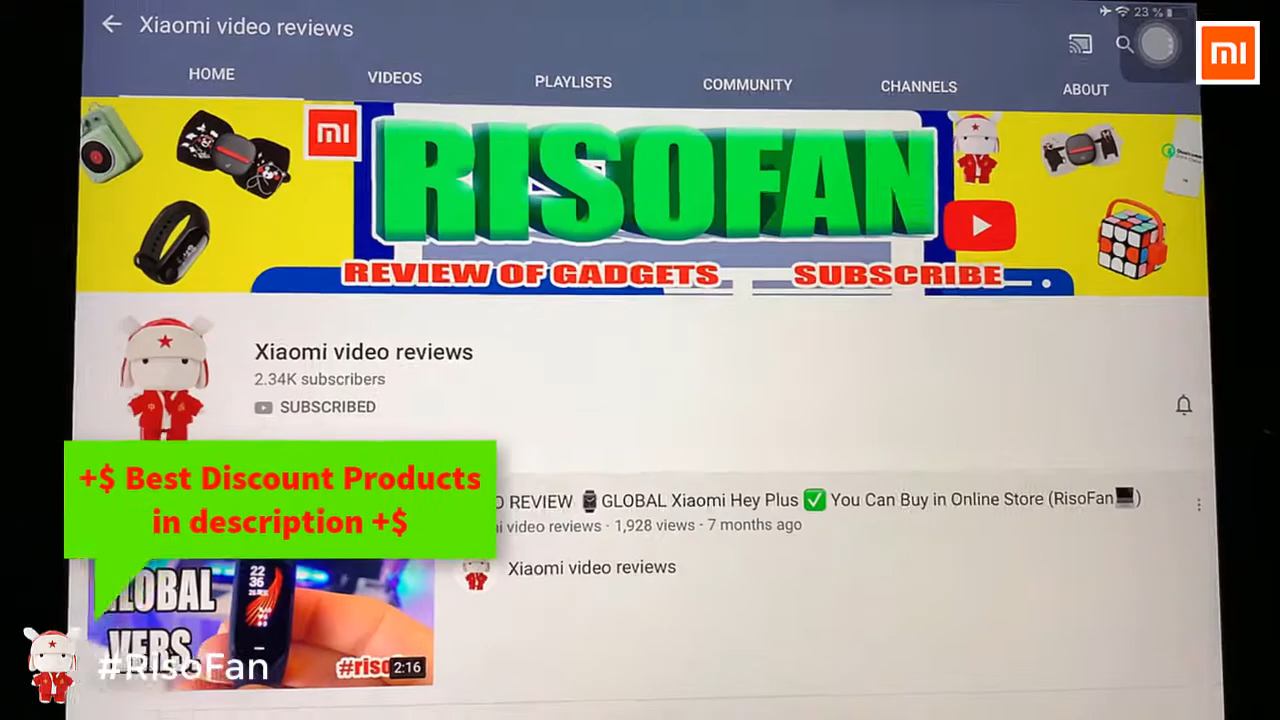 Xiaomi video reviews
23 %
HOME
VIDEOS
PLAYLISTS
COMMUNITY
CHANNELS
ABOUT
RISOFAN
REVIEW OF GADGETS
SUBSCRIBE
Xiaomi video reviews
2.34K subscribers
SUBSCRIBED
+$ Best Discount Products
in description +$
REVIEW ⌚GLOBAL Xiaomi Hey Plus ✅ You Can Buy in Online Store (RisoFan💻)
video reviews · 1,928 views · 7 months ago
Xiaomi video reviews
22
36
VERS.
#riso
2:16
#RisoFan